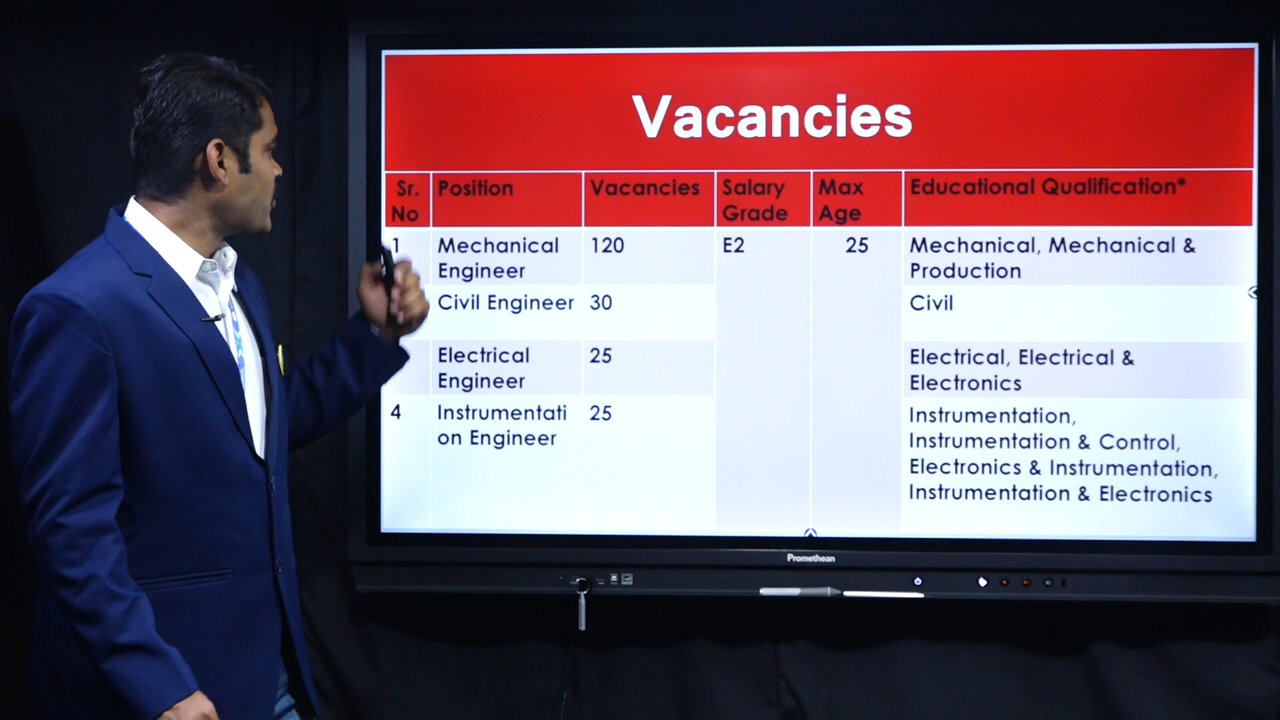 Vacancies
Sr. No Position Vacancies Salary Grade Max Age Educational Qualification*
1 Mechanical Engineer 120 E2 25 Mechanical, Mechanical & Production
Civil Engineer 30 Civil
Electrical Engineer 25 Electrical, Electrical & Electronics
4 Instrumentati on Engineer 25 Instrumentation,
Instrumentation & Control,
Electronics & Instrumentation,
Instrumentation & Electronics
Promethean